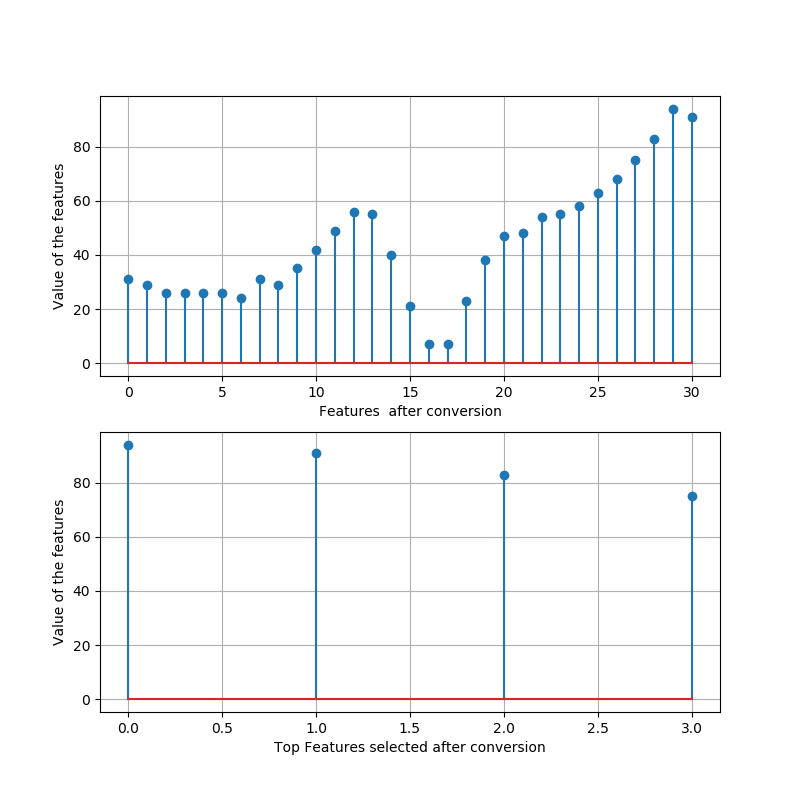 Value of the features
80
60
40
20
0
0 5 10 15 20 25 30
Features  after conversion
Value of the features
80
60
40
20
0
0.0 0.5 1.0 1.5 2.0 2.5 3.0
Top Features selected after conversion